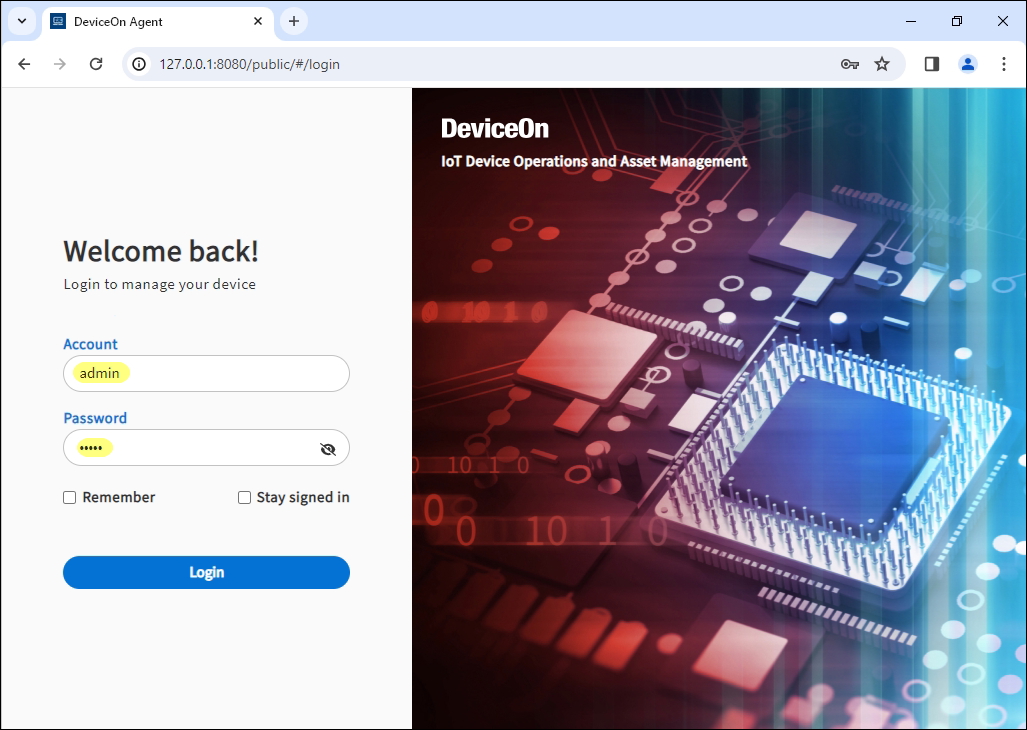 DeviceOn Agent
127.0.0.1:8080/public/#/login
DeviceOn
IoT Device Operations and Asset Management
Welcome back!
Login to manage your device
Account
admin
Password
•••••
Remember
Stay signed in
Login
0 10 1 0
0 10 1 0
0 0 10 1 0